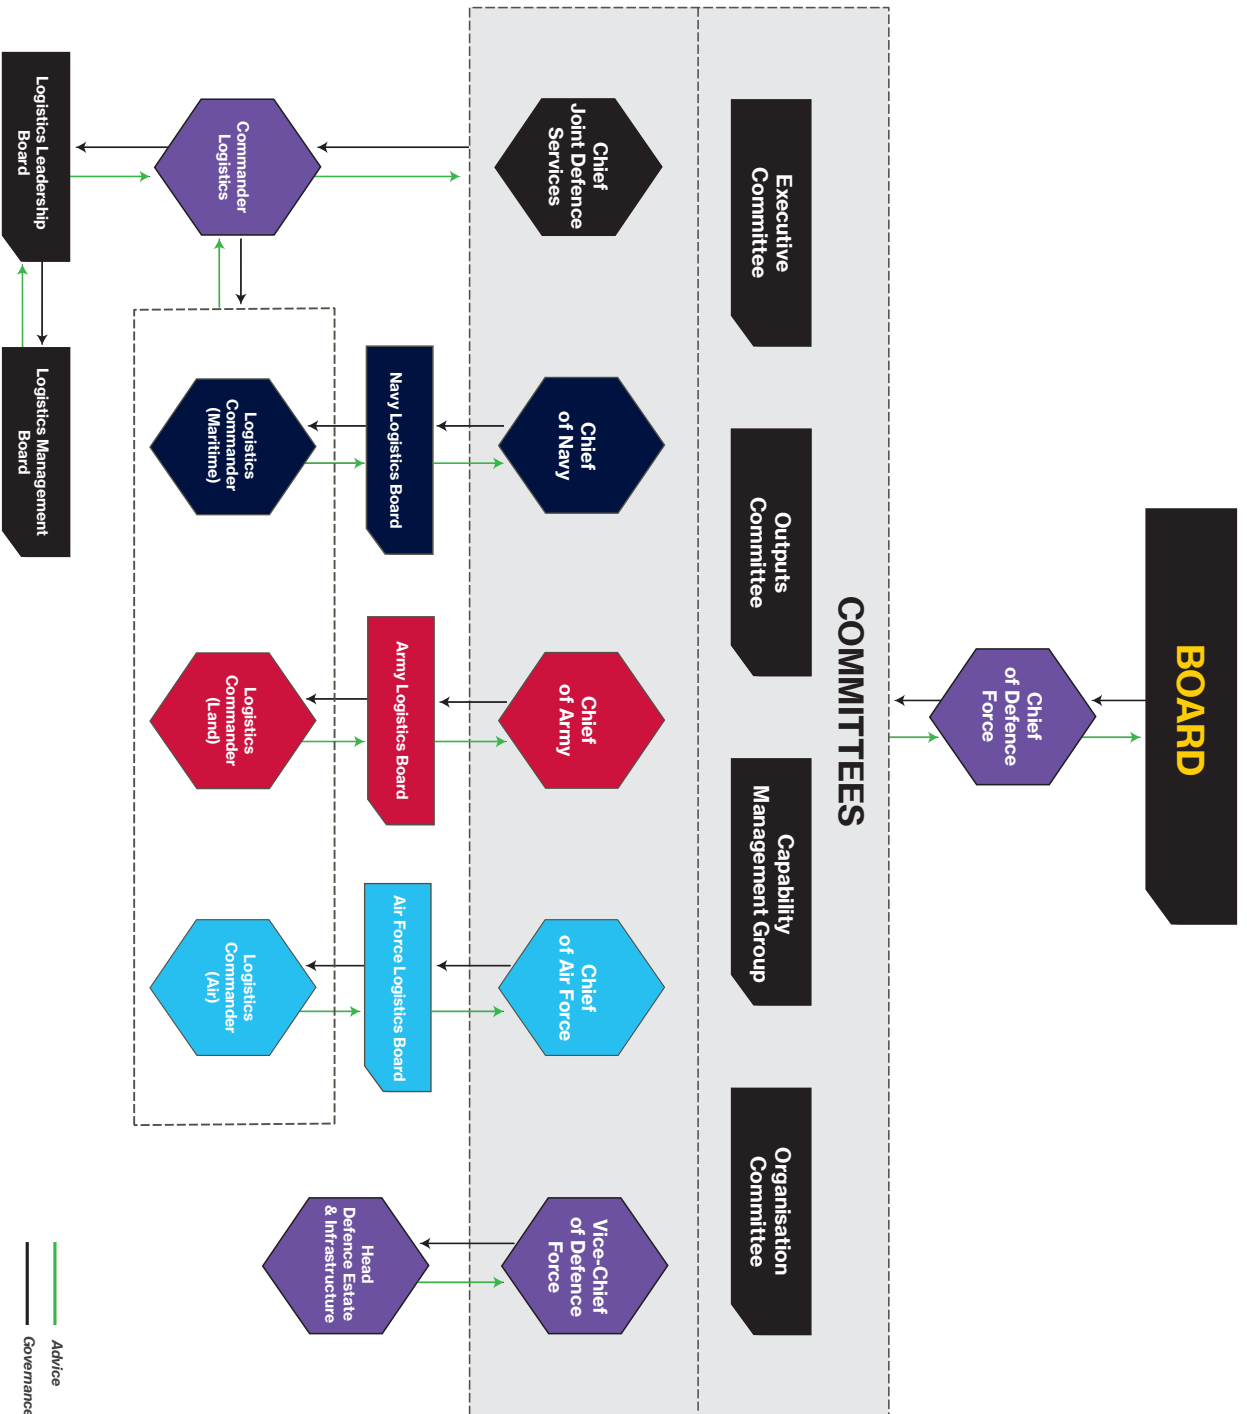 BOARD
Chief
of Defence
Force
COMMITTEES
Executive
Committee
Outputs
Committee
Capability
Management Group
Organisation
Committee
Chief
Joint Defence
Services
Chief
of Navy
Chief
of Army
Chief
of Air Force
Vice-Chief
of Defence
Force
Navy Logistics Board
Army Logistics Board
Air Force Logistics Board
Head
Defence Estate
& Infrastructure
Commander
Logistics
Logistics
Commander
(Maritime)
Logistics
Commander
(Land)
Logistics
Commander
(Air)
Logistics Leadership
Board
Logistics Management
Board
Advice
Governance